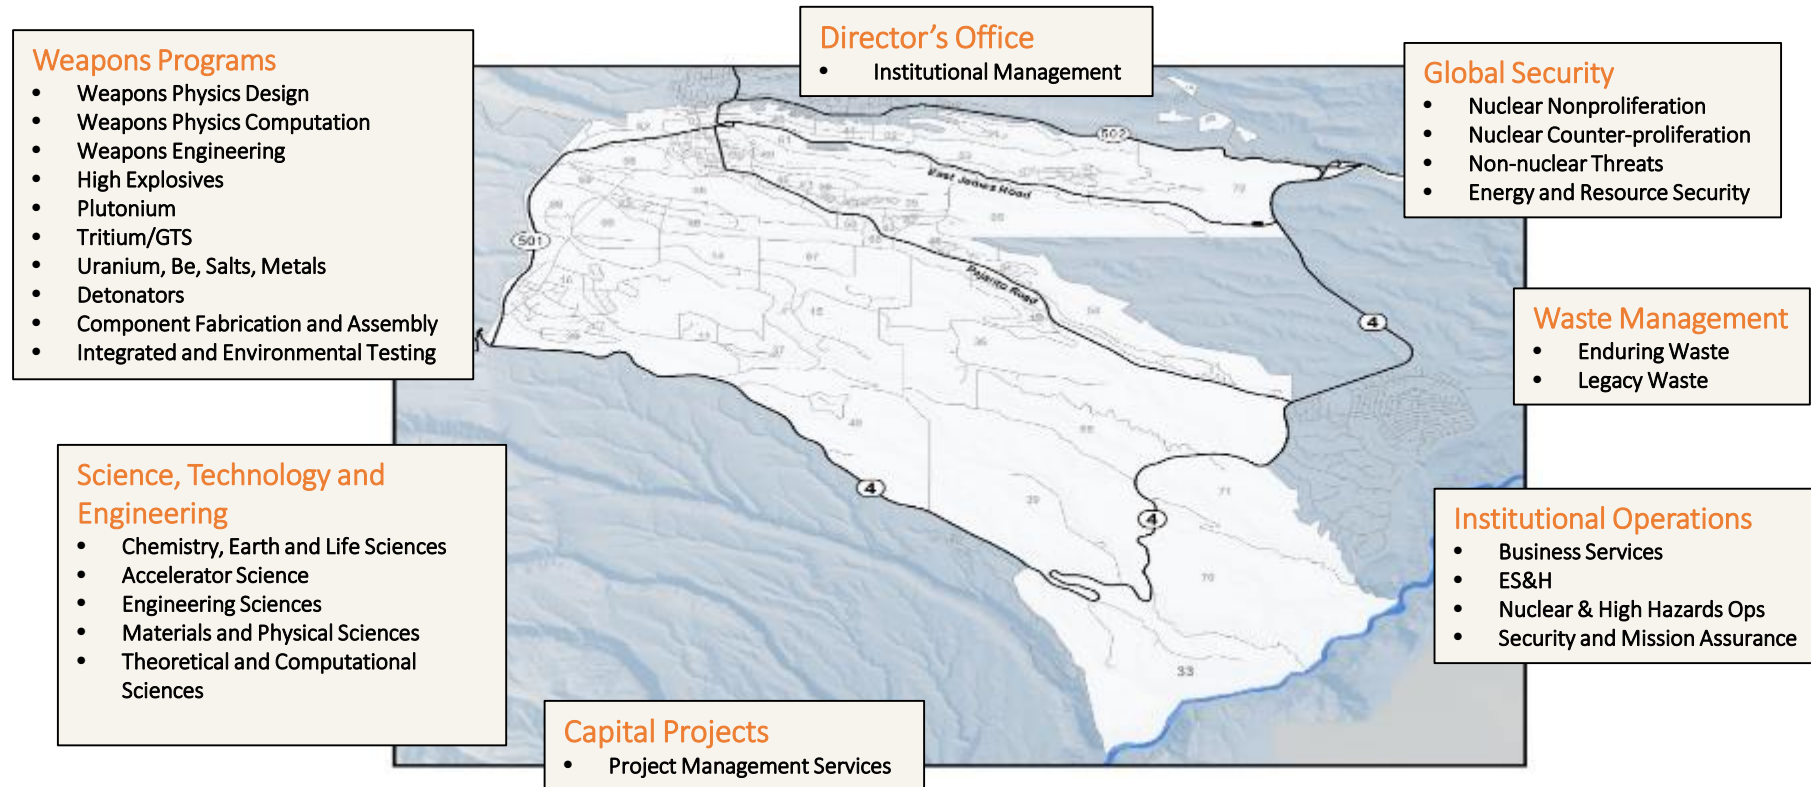 Director's Office
• Institutional Management
Weapons Programs
• Weapons Physics Design
• Weapons Physics Computation
• Weapons Engineering
• High Explosives
• Plutonium
• Tritium/GTS
• Uranium, Be, Salts, Metals
• Detonators
• Component Fabrication and Assembly
• Integrated and Environmental Testing
Global Security
• Nuclear Nonproliferation
• Nuclear Counter-proliferation
• Non-nuclear Threats
• Energy and Resource Security
Waste Management
• Enduring Waste
• Legacy Waste
Science, Technology and
Engineering
• Chemistry, Earth and Life Sciences
• Accelerator Science
• Engineering Sciences
• Materials and Physical Sciences
• Theoretical and Computational
Sciences
Institutional Operations
• Business Services
• ES&H
• Nuclear & High Hazards Ops
• Security and Mission Assurance
Capital Projects
• Project Management Services
502
East Jemez Road
501
Pajarito Road
4
4
4
36
49
39
71
70
33